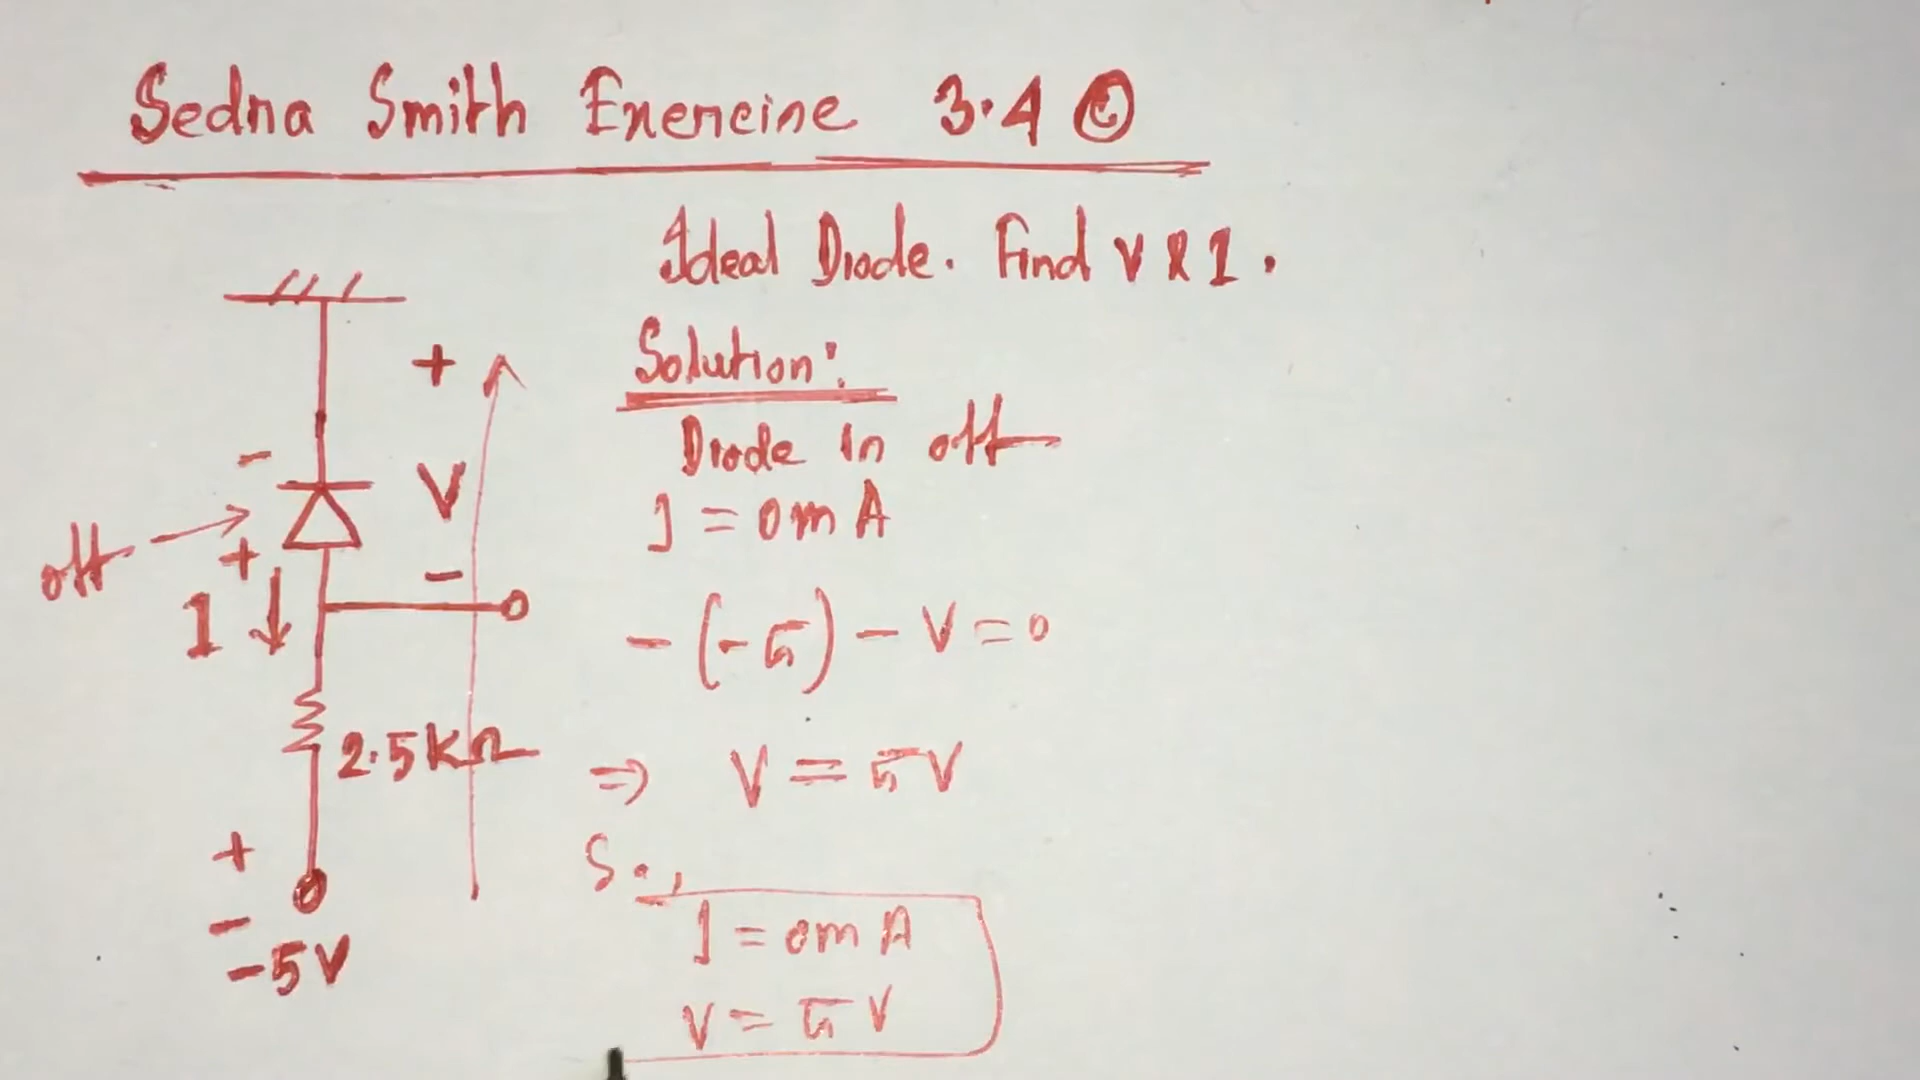 Sedra Smith Exercise 3.4 (c)
Ideal Diode. Find V & I.
Solution:
Diode is off
I = 0mA
-(-5) - V = 0
⇒ V = 5V
So,
I = 0mA
V = 5V
+
-
V
off
+
I
-
2.5kΩ
+
-
-5V